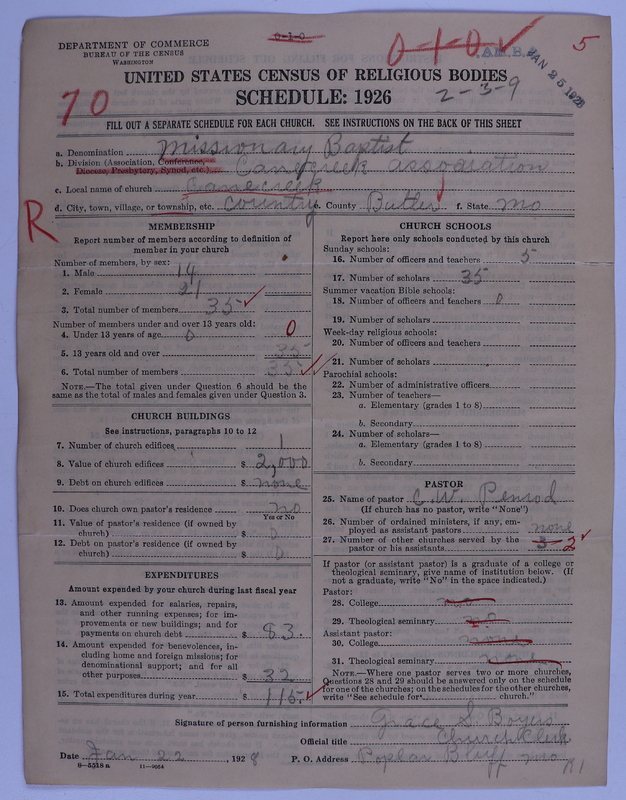 DEPARTMENT OF COMMERCE
BUREAU OF THE CENSUS
WASHINGTON
0-1-0
0-1-0
JAN 25 1928
5
UNITED STATES CENSUS OF RELIGIOUS BODIES
SCHEDULE: 1926
70
2-3-9
FILL OUT A SEPARATE SCHEDULE FOR EACH CHURCH. SEE INSTRUCTIONS ON THE BACK OF THIS SHEET
a. Denomination Missionary Baptist
b. Division (Association, Conference, Diocese, Presbytery, Synod, etc.) Canecreek association
c. Local name of church Canecreek
d. City, town, village, or township, etc. Country e. County Butler f. State Mo
R
MEMBERSHIP
Report number of members according to definition of member in your church
Number of members, by sex:
1. Male 14
2. Female 21
3. Total number of members 35
Number of members under and over 13 years old:
4. Under 13 years of age 0 0
5. 13 years old and over 35
6. Total number of members 35
NOTE.—The total given under Question 6 should be the same as the total of males and females given under Question 3.
CHURCH BUILDINGS
See instructions, paragraphs 10 to 12
7. Number of church edifices 1
8. Value of church edifices $ 2,000
9. Debt on church edifices $ none
10. Does church own pastor's residence no
Yes or No
11. Value of pastor's residence (if owned by church) $ 0
12. Debt on pastor's residence (if owned by church) $ 0
EXPENDITURES
Amount expended by your church during last fiscal year
13. Amount expended for salaries, repairs, and other running expenses; for improvements or new buildings; and for payments on church debt $ 83.
14. Amount expended for benevolences, including home and foreign missions; for denominational support; and for all other purposes $ 32
15. Total expenditures during year $ 115.
CHURCH SCHOOLS
Report here only schools conducted by this church
Sunday schools:
16. Number of officers and teachers 5
17. Number of scholars 35
Summer vacation Bible schools:
18. Number of officers and teachers 0
19. Number of scholars
Week-day religious schools:
20. Number of officers and teachers
21. Number of scholars
Parochial schools:
22. Number of administrative officers
23. Number of teachers—
a. Elementary (grades 1 to 8)
b. Secondary
24. Number of scholars—
a. Elementary (grades 1 to 8)
b. Secondary
PASTOR
25. Name of pastor C. W. Penrod
(If church has no pastor, write "None")
26. Number of ordained ministers, if any, employed as assistant pastors none
27. Number of other churches served by the pastor or his assistants 3 2
If pastor (or assistant pastor) is a graduate of a college or theological seminary, give name of institution below. (If not a graduate, write "No" in the space indicated.)
Pastor:
28. College no
29. Theological seminary no
Assistant pastor:
30. College none
31. Theological seminary none
NOTE.—Where one pastor serves two or more churches, Questions 28 and 29 should be answered only on the schedule for one of the churches; on the schedules for the other churches, write "See schedule for church."
Signature of person furnishing information Grace S. Boyers
Official title Church Clerk
Date Jan 22, 1928 P. O. Address Poplar Bluff Mo R1
8-5518a 11-9054